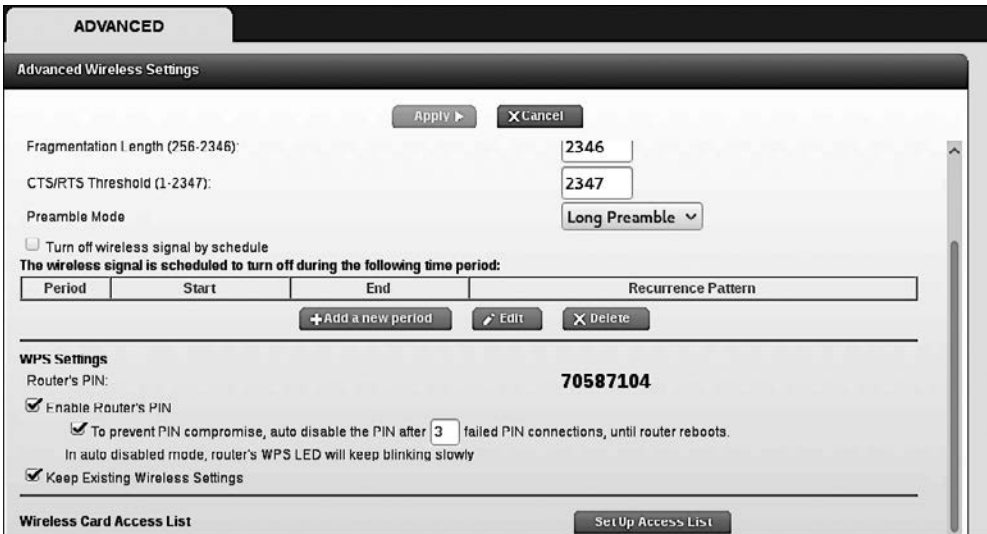 ADVANCED
Advanced Wireless Settings
Apply
X Cancel
Fragmentation Length (256-2346): 2346
CTS/RTS Threshold (1-2347): 2347
Preamble Mode Long Preamble
Turn off wireless signal by schedule
The wireless signal is scheduled to turn off during the following time period:
Period Start End Recurrence Pattern
+Add a new period Edit X Delete
WPS Settings
Router's PIN: 70587104
Enable Router's PIN
To prevent PIN compromise, auto disable the PIN after 3 failed PIN connections, until router reboots.
In auto disabled mode, router's WPS LED will keep blinking slowly
Keep Existing Wireless Settings
Wireless Card Access List Set Up Access List